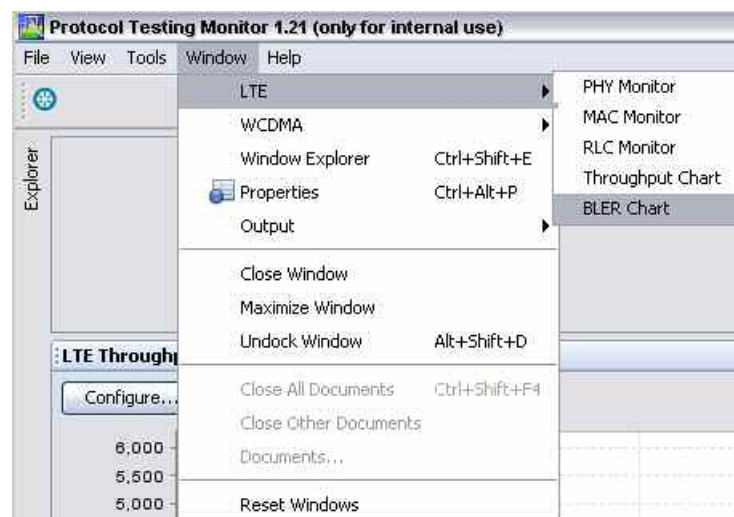 Protocol Testing Monitor 1.21 (only for internal use)
File View Tools Window Help
LTE
WCDMA
Window Explorer Ctrl+Shift+E
Properties Ctrl+Alt+P
Output
Close Window
Maximize Window
Undock Window Alt+Shift+D
Close All Documents Ctrl+Shift+F4
Close Other Documents
Documents...
Reset Windows
PHY Monitor
MAC Monitor
RLC Monitor
Throughput Chart
BLER Chart
Explorer
LTE Through
Configure...
6,000
5,500
5,000